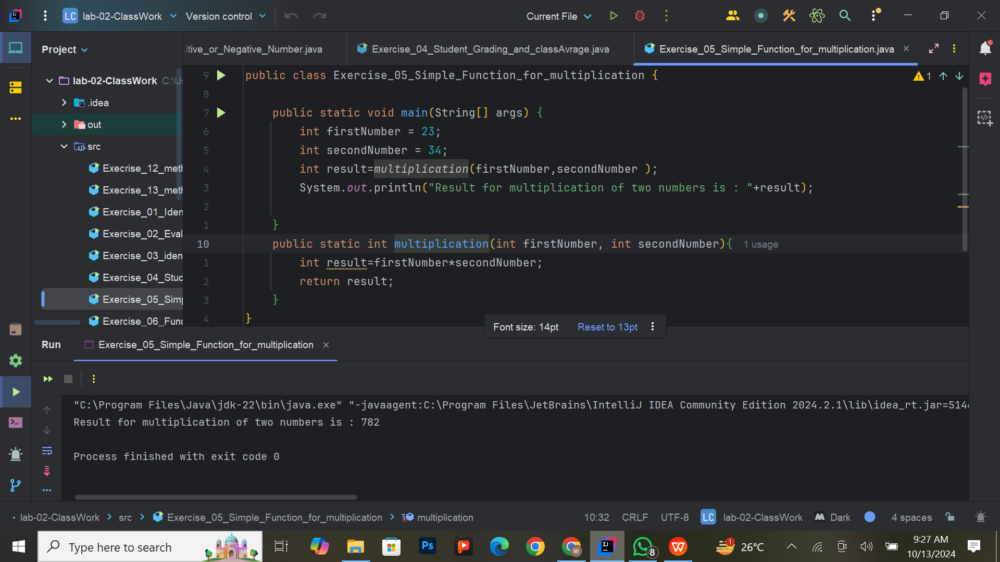 LC lab-02-ClassWork Version control Current File
Project
itive_or_Negative_Number.java Exercise_04_Student_Grading_and_classAvrage.java Exercise_05_Simple_Function_for_multiplication.java
lab-02-ClassWork C:\Us
.idea
out
src
Execrise_12_meth
Execrise_13_meth
Exercise_01_Iden
Exercise_02_Eval
Exercise_03_iden
Exercise_04_Stud
Exercise_05_Simp
Exercise_06_Func
9 public class Exercise_05_Simple_Function_for_multiplication {
1
8
7 public static void main(String[] args) {
6 int firstNumber = 23;
5 int secondNumber = 34;
4 int result=multiplication(firstNumber,secondNumber );
3 System.out.println("Result for multiplication of two numbers is : "+result);
2
1 }
10 public static int multiplication(int firstNumber, int secondNumber){ 1 usage
1 int result=firstNumber*secondNumber;
2 return result;
3 }
4 }
Font size: 14pt Reset to 13pt
Run Exercise_05_Simple_Function_for_multiplication
"C:\Program Files\Java\jdk-22\bin\java.exe" "-javaagent:C:\Program Files\JetBrains\IntelliJ IDEA Community Edition 2024.2.1\lib\idea_rt.jar=5146
Result for multiplication of two numbers is : 782
Process finished with exit code 0
lab-02-ClassWork src Exercise_05_Simple_Function_for_multiplication multiplication 10:32 CRLF UTF-8 LC lab-02-ClassWork Dark 4 spaces
Type here to search Ps W IJ 8 W 1 26°C 9:27 AM
10/13/2024